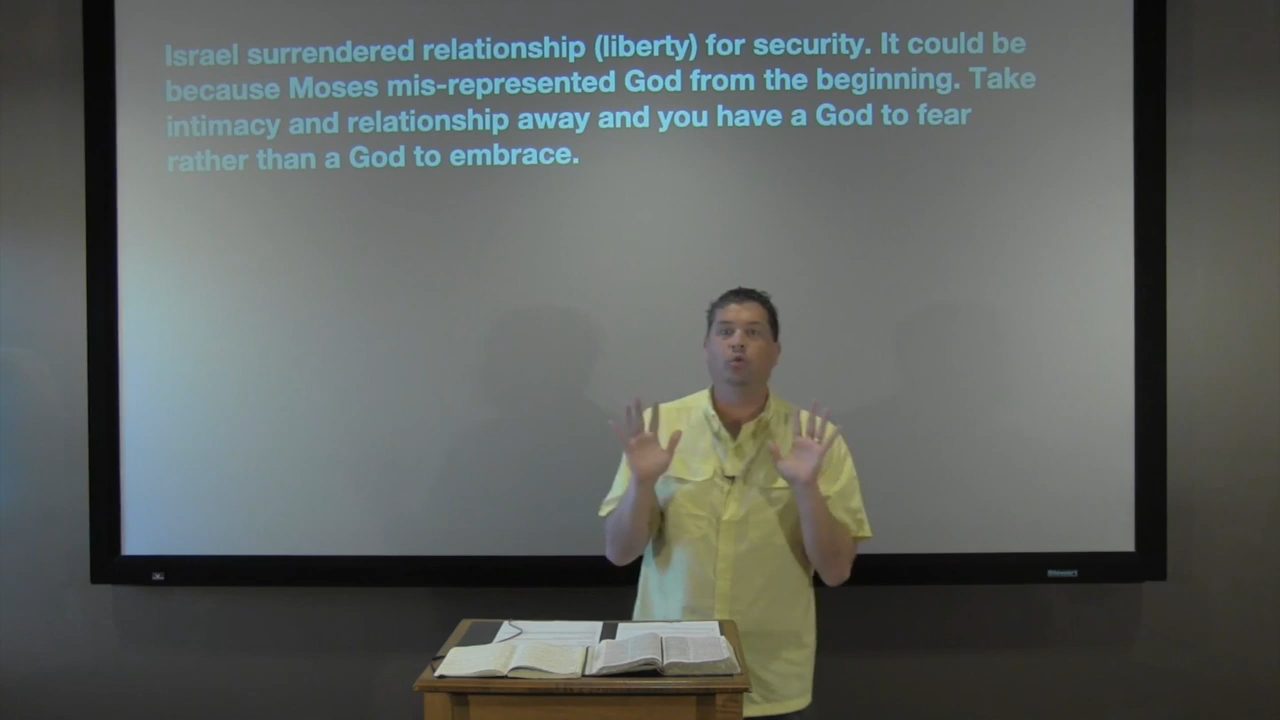 Israel surrendered relationship (liberty) for security. It could be
because Moses mis-represented God from the beginning. Take
intimacy and relationship away and you have a God to fear
rather than a God to embrace.
Stewart